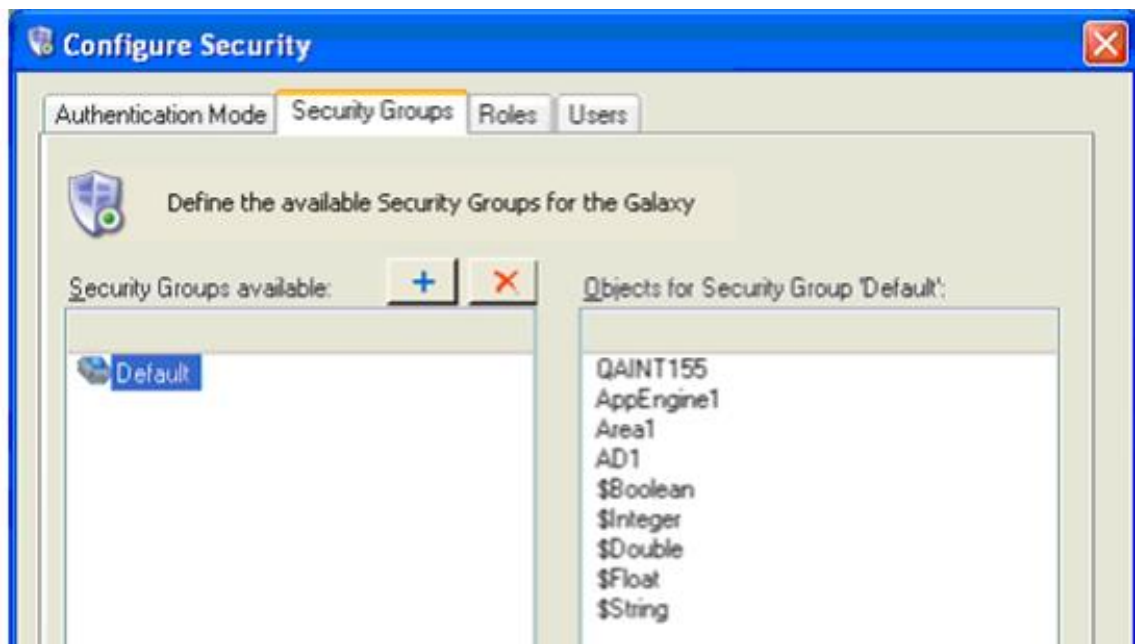 Configure Security
Authentication Mode Security Groups Roles Users
Define the available Security Groups for the Galaxy
Security Groups available:
Default
Objects for Security Group 'Default':
QAINT155
AppEngine1
Area1
AD1
$Boolean
$Integer
$Double
$Float
$String